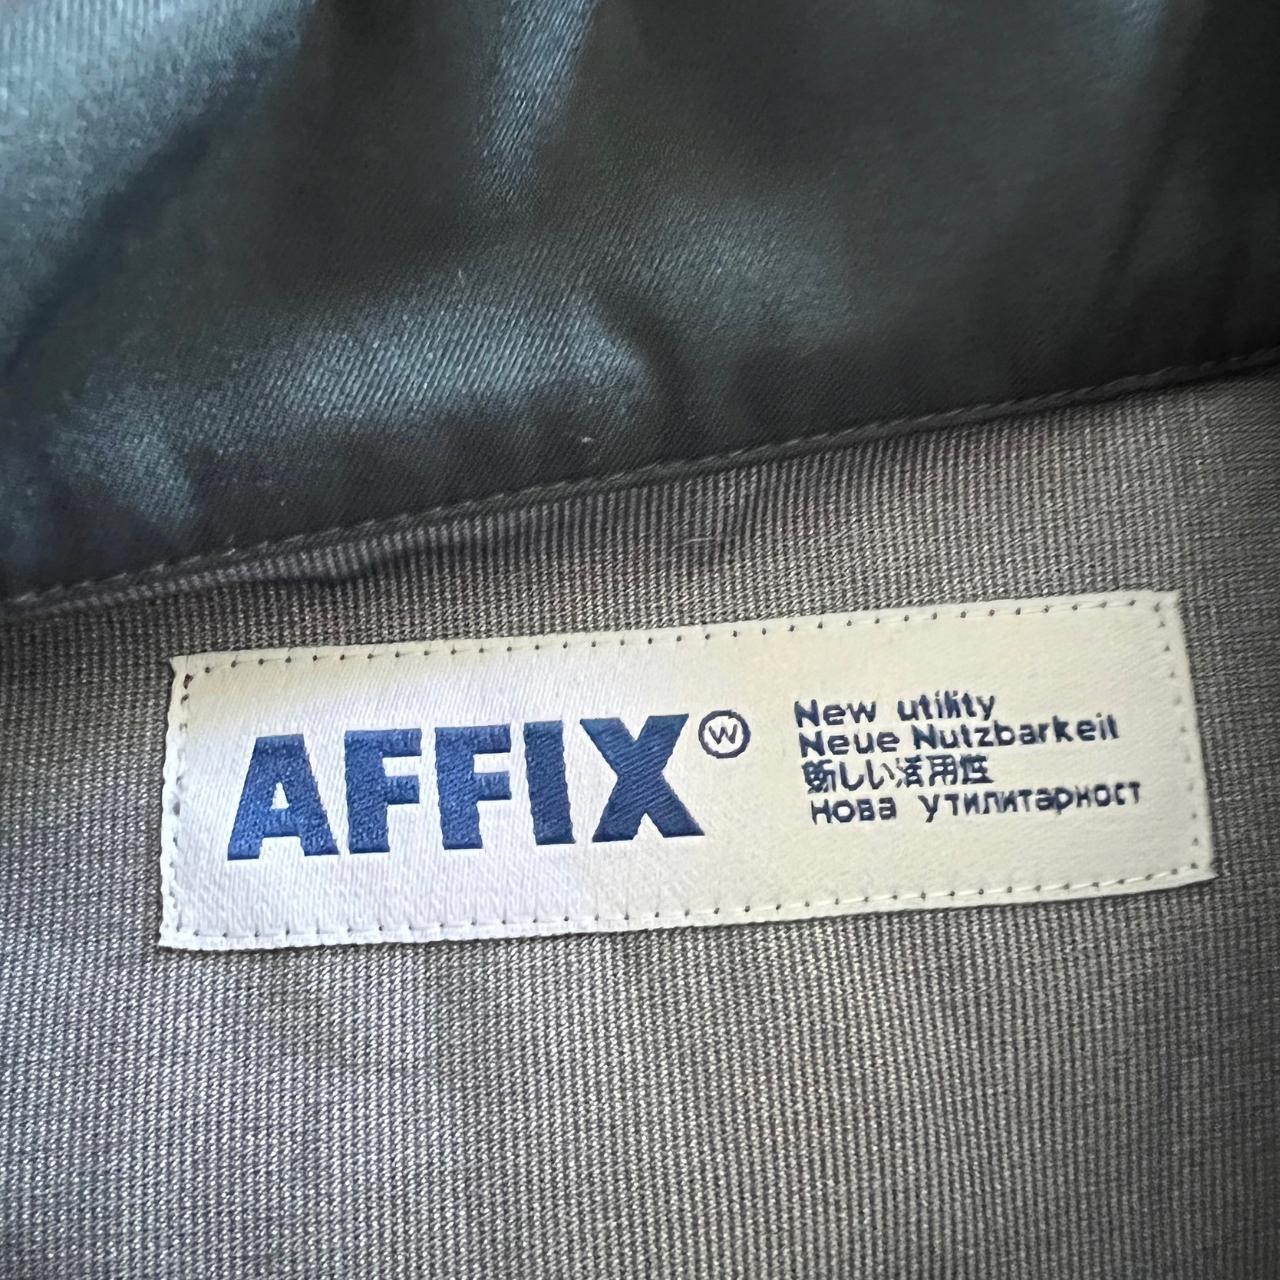 AFFIX Ⓦ
New utility
Neue Nutzbarkeit
新しい活用性
Нова утилитарност